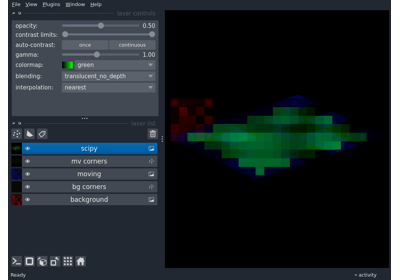 File View Plugins Window Help
layer controls
opacity: 0.50
contrast limits:
auto-contrast: once continuous
gamma: 1.00
colormap: green
blending: translucent_no_depth
interpolation: nearest
layer list
scipy
mv corners
moving
bg corners
background
Ready activity